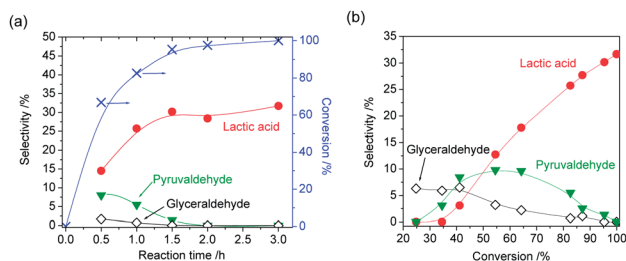 (a)
Selectivity /%
50
45
40
35
30
25
20
15
10
5
0
0.0 0.5 1.0 1.5 2.0 2.5 3.0
Reaction time /h
100
80
60
40
20
0
Conversion /%
Lactic acid
Pyruvaldehyde
Glyceraldehyde
(b)
Selectivity /%
35
30
25
20
15
10
5
0
20 30 40 50 60 70 80 90 100
Conversion /%
Lactic acid
Glyceraldehyde
Pyruvaldehyde